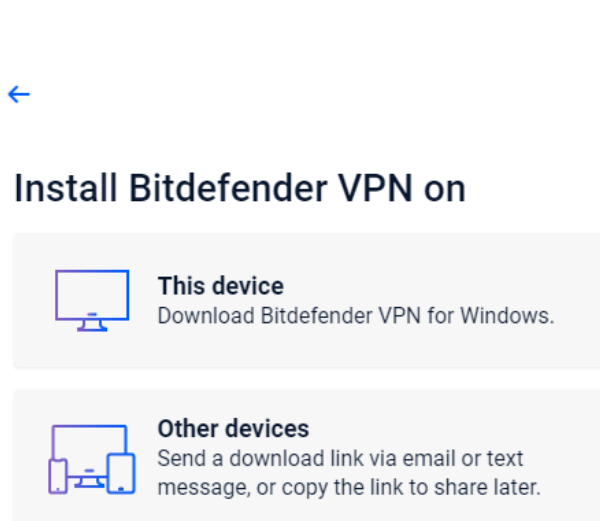 Install Bitdefender VPN on
This device
Download Bitdefender VPN for Windows.
Other devices
Send a download link via email or text
message, or copy the link to share later.